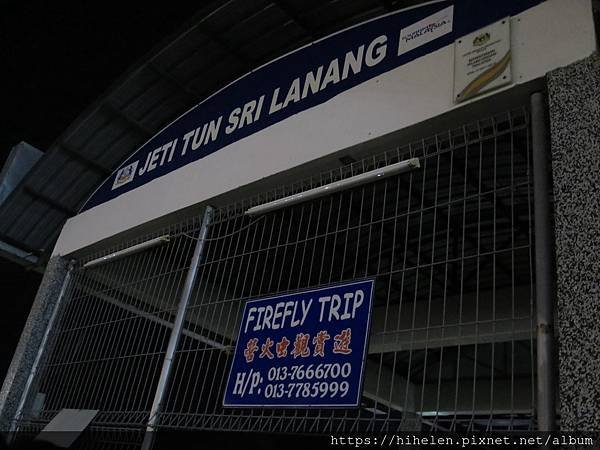 JETI TUN SRI LANANG
FIREFLY TRIP
螢火虫觀賞遊
H/P: 013-7666700
013-7785999
https://hihelen.pixnet.net/album